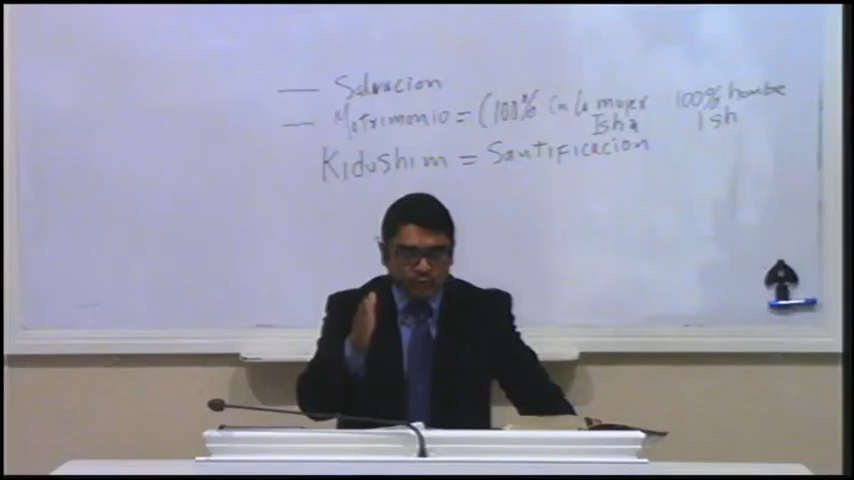 — Salvacion
— Matrimonio = (100% en la mujer 100% hombre
Isha Ish
Kidushim = Santificacion